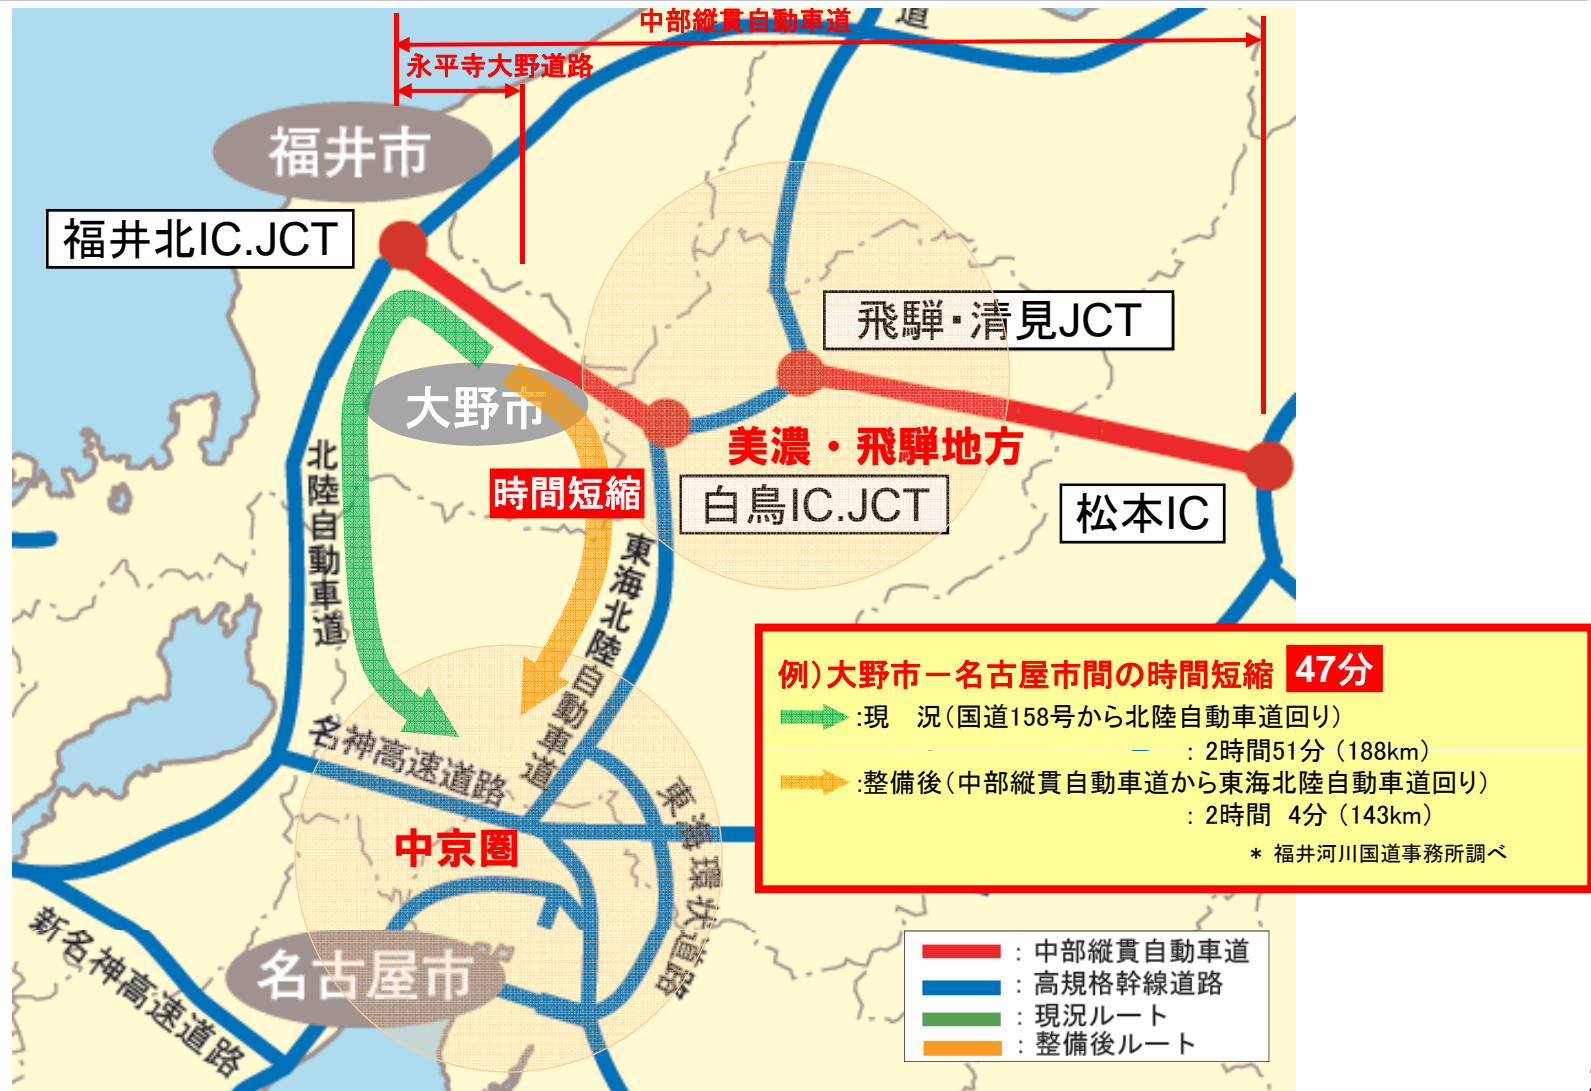 中部縦貫自動車道
道
永平寺大野道路
福井市
福井北IC.JCT
飛騨・清見JCT
大野市
美濃・飛騨地方
時間短縮
白鳥IC.JCT
松本IC
北陸自動車道
東海北陸自動車道
例）大野市－名古屋市間の時間短縮 47分
:現　況（国道158号から北陸自動車道回り）
: 2時間51分（188km）
:整備後（中部縦貫自動車道から東海北陸自動車道回り）
: 2時間 4分（143km）
* 福井河川国道事務所調べ
名神高速道路
東海環状道路
中京圏
新名神高速道路
名古屋市
: 中部縦貫自動車道
: 高規格幹線道路
: 現況ルート
: 整備後ルート